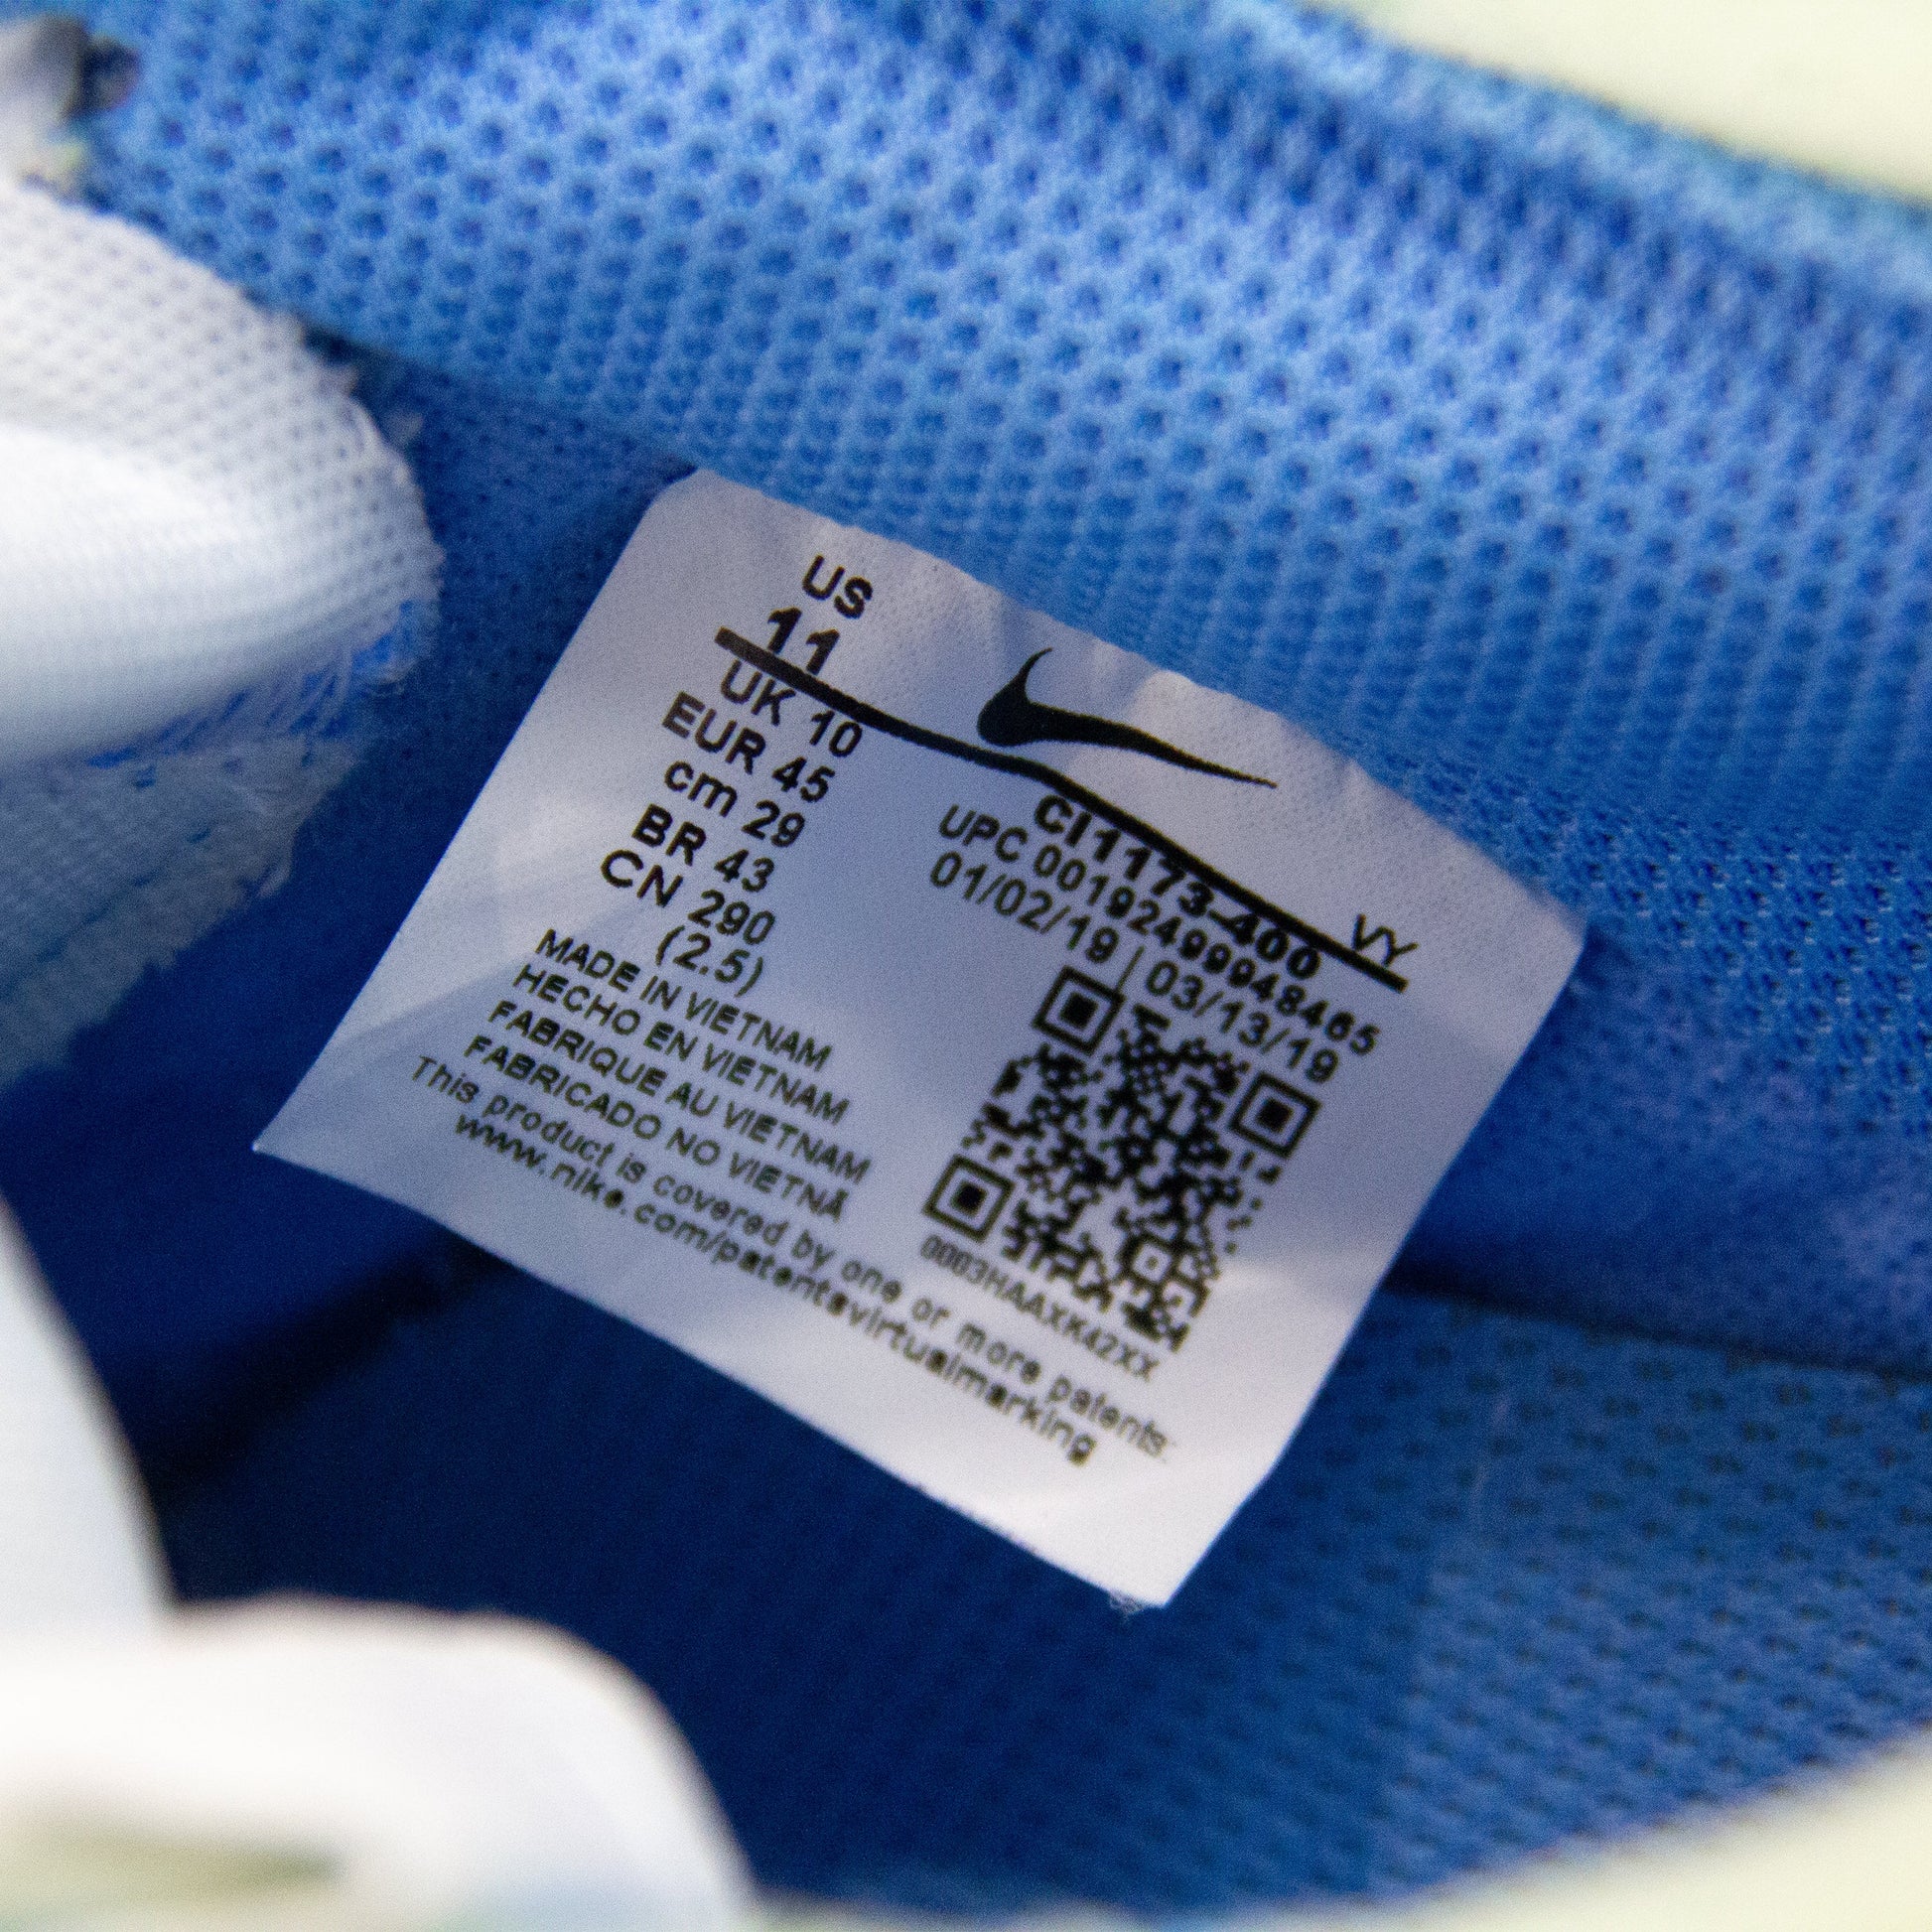 US
11
UK 10
EUR 45
cm 29
BR 43
CN 290
(2.5)
MADE IN VIETNAM
HECHO EN VIETNAM
FABRIQUE AU VIETNAM
FABRICADO NO VIETNÃ
VY
CI1173-400
UPC 00192499948465
01/02/19 | 03/13/19
0003HAAXK42XX
This product is covered by one or more patents.
www.nike.com/patentsvirtualmarking